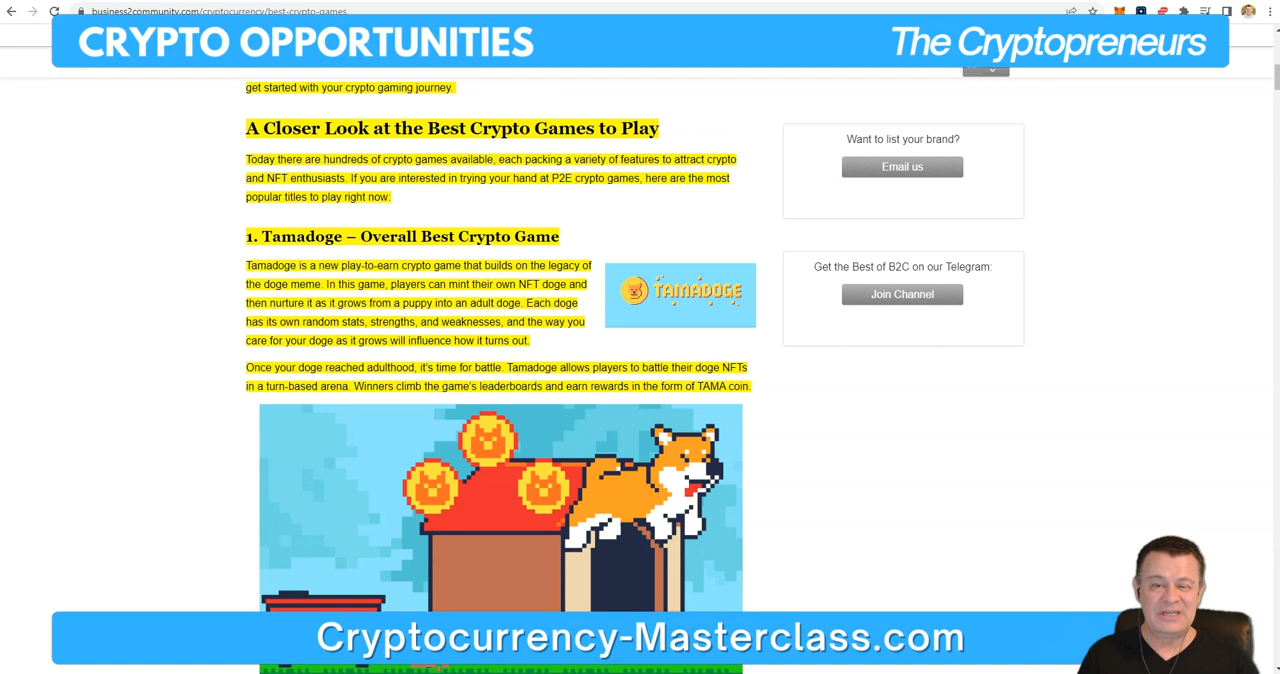 business2community.com/cryptocurrency/best-crypto-games
CRYPTO OPPORTUNITIES
The Cryptopreneurs
get started with your crypto gaming journey.
A Closer Look at the Best Crypto Games to Play
Today there are hundreds of crypto games available, each packing a variety of features to attract crypto
and NFT enthusiasts. If you are interested in trying your hand at P2E crypto games, here are the most
popular titles to play right now:
1. Tamadoge – Overall Best Crypto Game
Tamadoge is a new play-to-earn crypto game that builds on the legacy of
the doge meme. In this game, players can mint their own NFT doge and
then nurture it as it grows from a puppy into an adult doge. Each doge
has its own random stats, strengths, and weaknesses, and the way you
care for your doge as it grows will influence how it turns out.
TAMADOGE
Once your doge reached adulthood, it's time for battle. Tamadoge allows players to battle their doge NFTs
in a turn-based arena. Winners climb the game's leaderboards and earn rewards in the form of TAMA coin.
Want to list your brand?
Email us
Get the Best of B2C on our Telegram:
Join Channel
Cryptocurrency-Masterclass.com